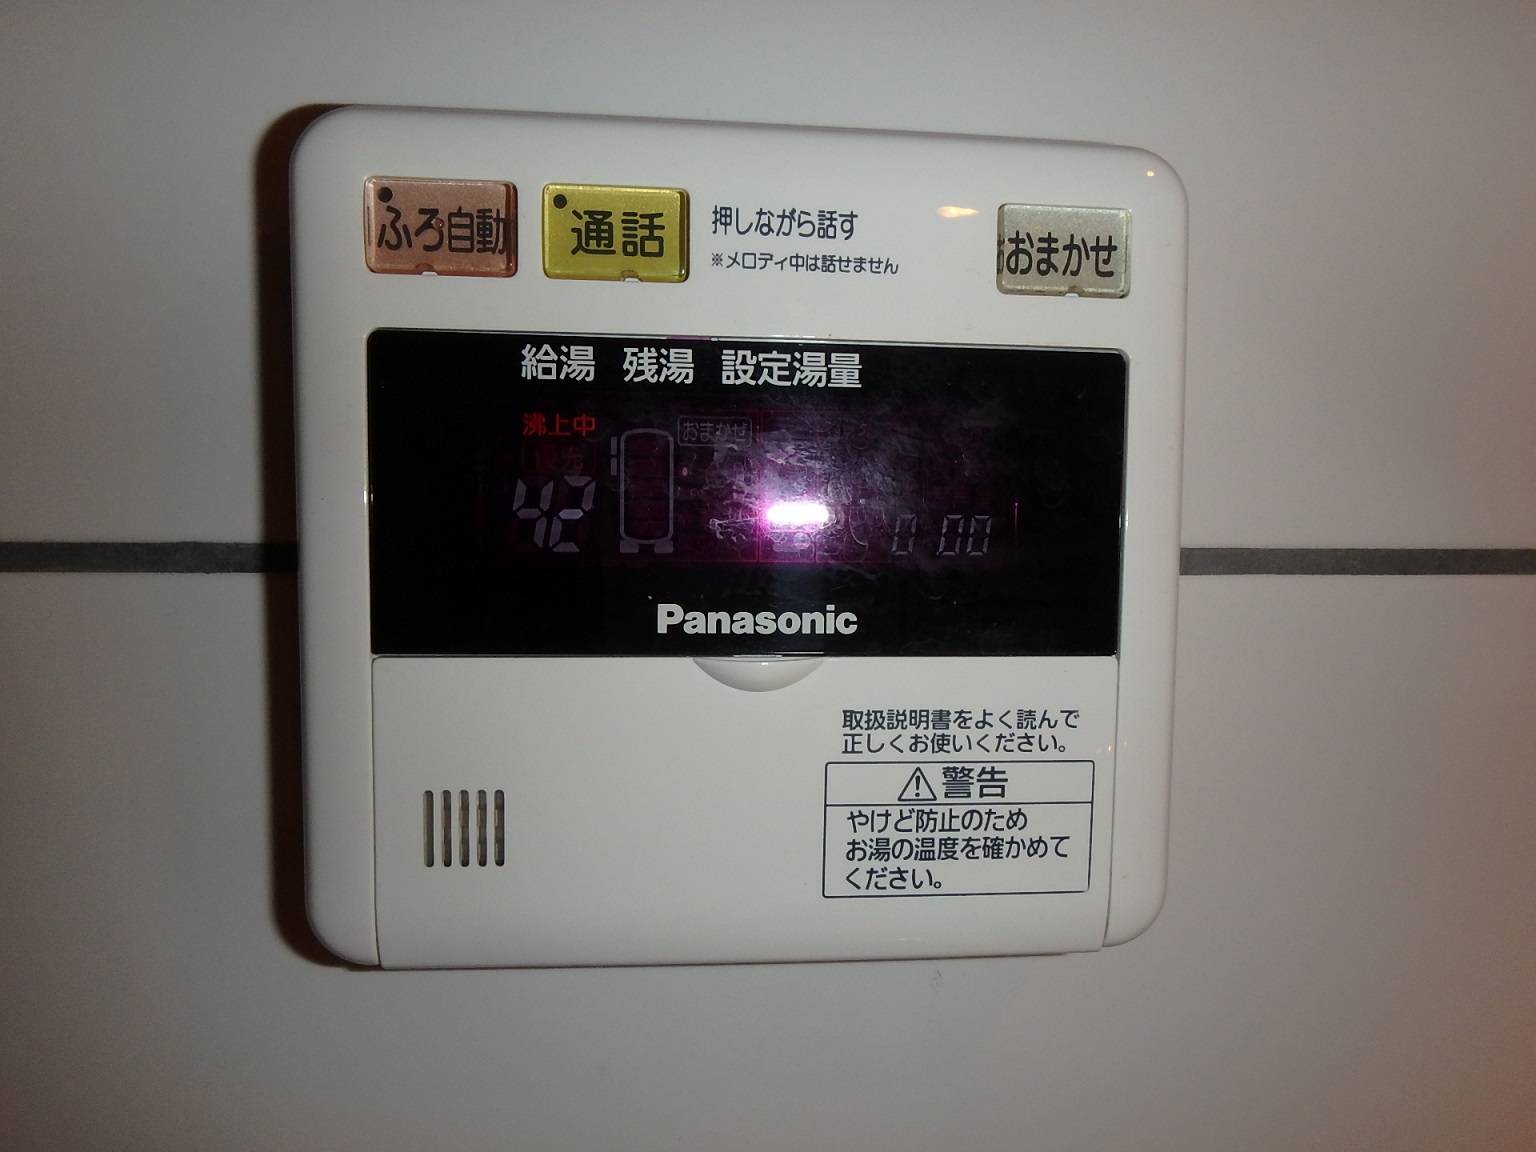 ふろ自動
通話
押しながら話す
※メロディ中は話せません
おまかせ
給湯 残湯 設定湯量
沸上中
おまかせ
42
0 00
Panasonic
取扱説明書をよく読んで
正しくお使いください。
警告
やけど防止のため
お湯の温度を確かめて
ください。